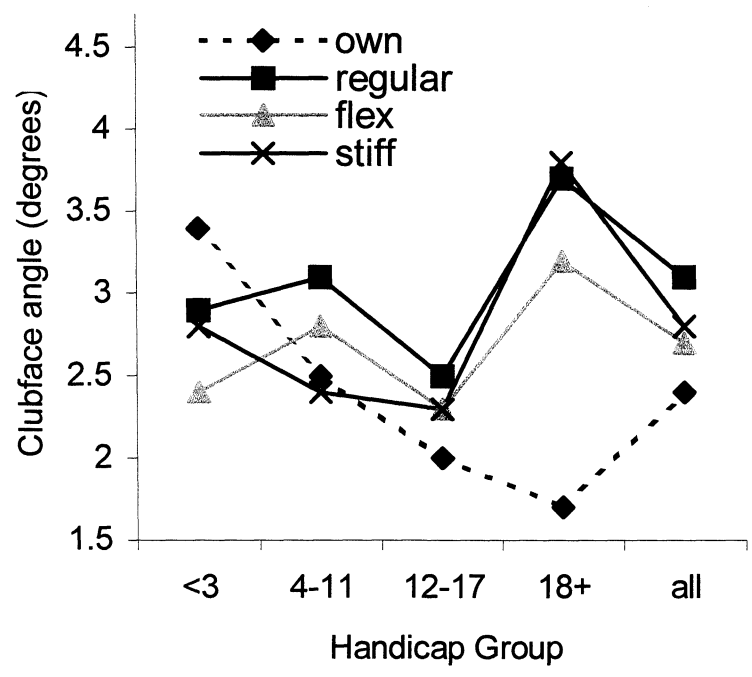 own
regular
flex
stiff
4.5
4
3.5
3
2.5
2
1.5
Clubface angle (degrees)
<3 4-11 12-17 18+ all
Handicap Group